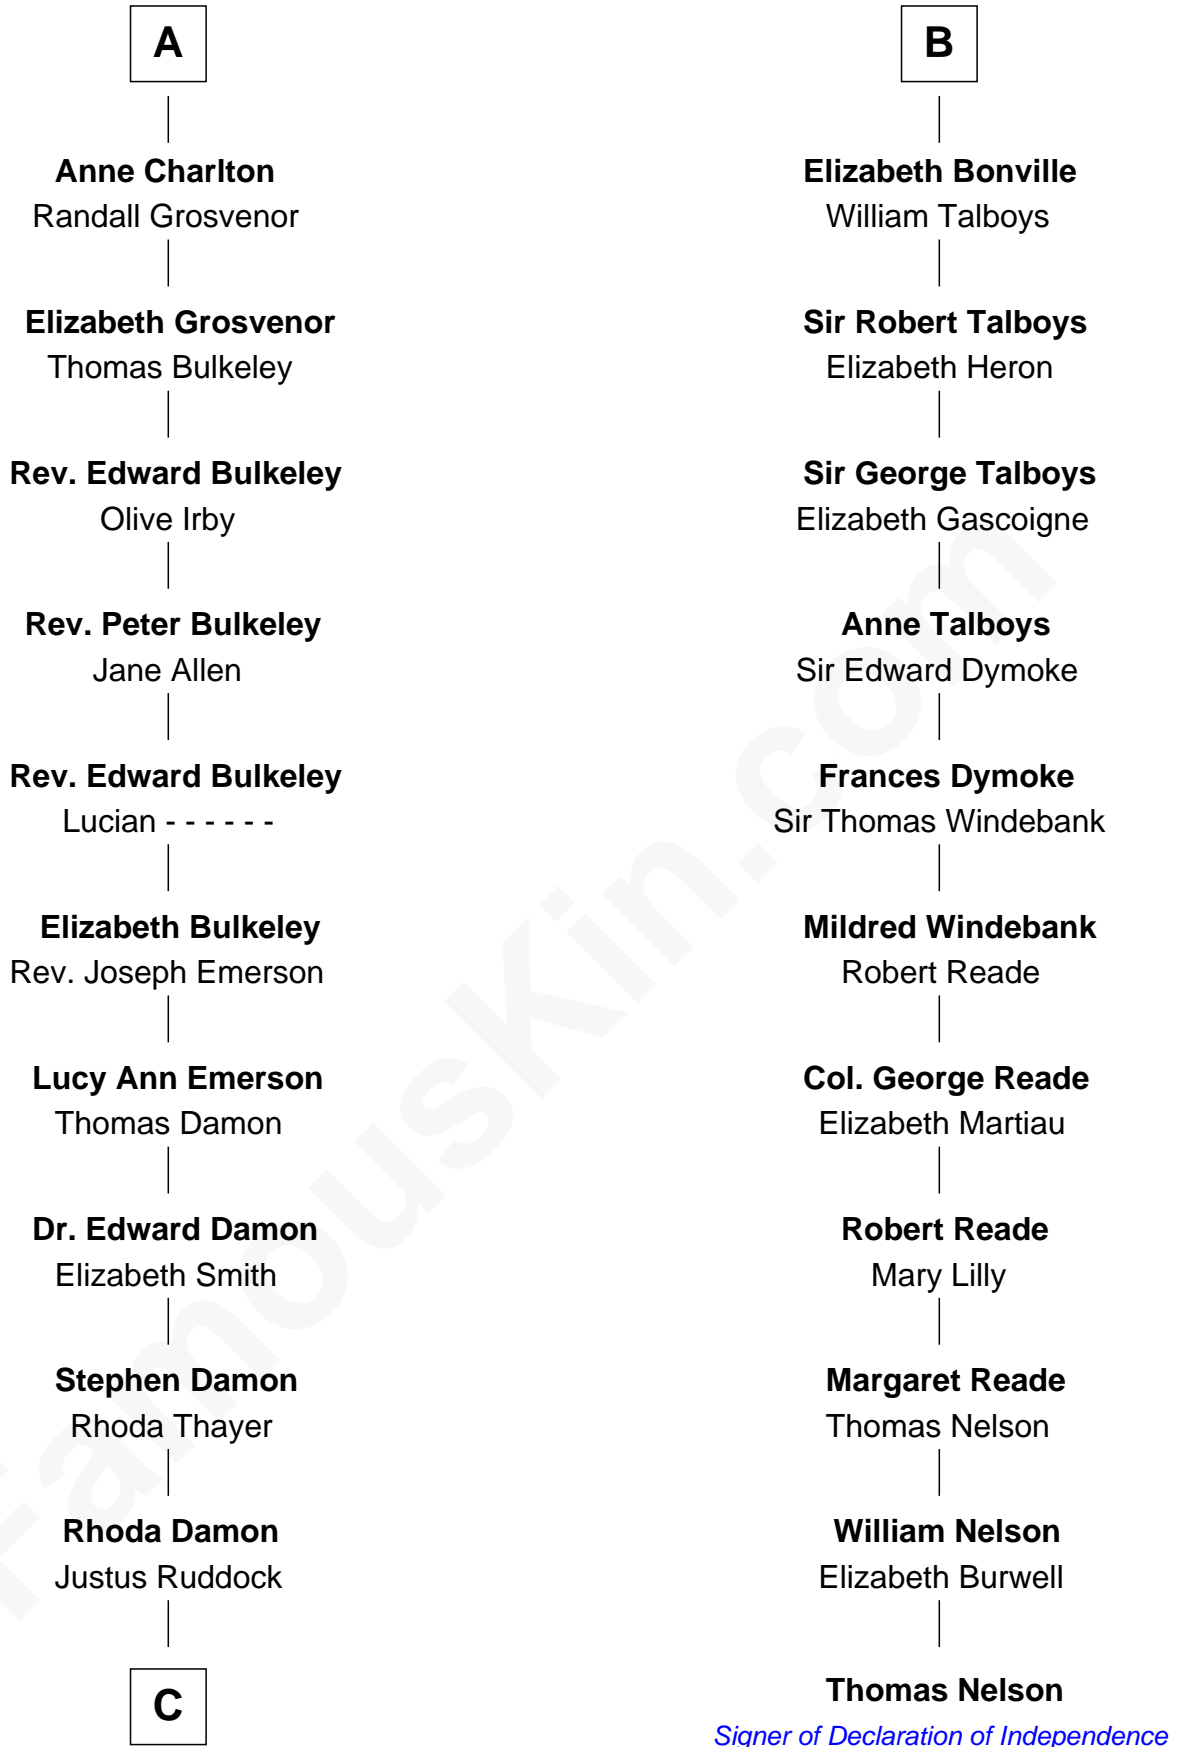 A
Anne Charlton
Randall Grosvenor
Elizabeth Grosvenor
Thomas Bulkeley
Rev. Edward Bulkeley
Olive Irby
Rev. Peter Bulkeley
Jane Allen
Rev. Edward Bulkeley
Lucian - - - - - -
Elizabeth Bulkeley
Rev. Joseph Emerson
Lucy Ann Emerson
Thomas Damon
Dr. Edward Damon
Elizabeth Smith
Stephen Damon
Rhoda Thayer
Rhoda Damon
Justus Ruddock
C
B
Elizabeth Bonville
William Talboys
Sir Robert Talboys
Elizabeth Heron
Sir George Talboys
Elizabeth Gascoigne
Anne Talboys
Sir Edward Dymoke
Frances Dymoke
Sir Thomas Windebank
Mildred Windebank
Robert Reade
Col. George Reade
Elizabeth Martiau
Robert Reade
Mary Lilly
Margaret Reade
Thomas Nelson
William Nelson
Elizabeth Burwell
Thomas Nelson
Signer of Declaration of Independence
FamousKin.com